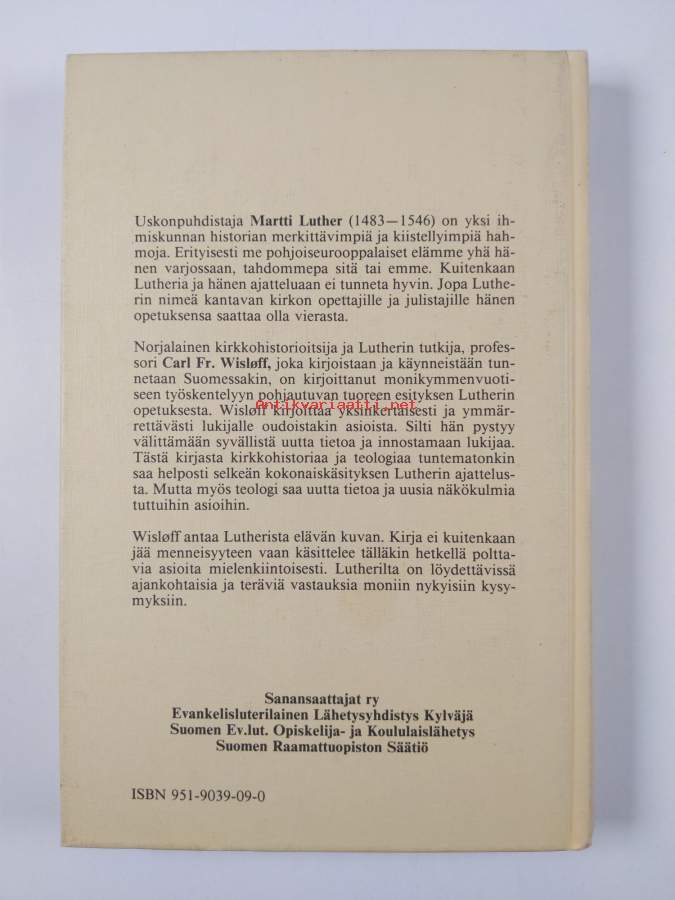 Uskonpuhdistaja Martti Luther (1483—1546) on yksi ih-
miskunnan historian merkittävimpiä ja kiistellyimpiä hah-
moja. Erityisesti me pohjoiseurooppalaiset elämme yhä hä-
nen varjossaan, tahdommepa sitä tai emme. Kuitenkaan
Lutheria ja hänen ajatteluaan ei tunneta hyvin. Jopa Luthe-
rin nimeä kantavan kirkon opettajille ja julistajille hänen
opetuksensa saattaa olla vierasta.
Norjalainen kirkkohistorioitsija ja Lutherin tutkija, profes-
sori Carl Fr. Wisløff, joka kirjoistaan ja käynneistään tun-
netaan Suomessakin, on kirjoittanut monikymmenvuoti-
seen työskentelyyn pohjautuvan tuoreen esityksen Lutherin
opetuksesta. Wisløff kirjoittaa yksinkertaisesti ja ymmär-
Antikvariaatti.net
rettävästi lukijalle oudoistakin asioista. Silti hän pystyy
välittämään syvällistä uutta tietoa ja innostamaan lukijaa.
Tästä kirjasta kirkkohistoriaa ja teologiaa tuntematonkin
saa helposti selkeän kokonaiskäsityksen Lutherin ajattelus-
ta. Mutta myös teologi saa uutta tietoa ja uusia näkökulmia
tuttuihin asioihin.
Wisløff antaa Lutherista elävän kuvan. Kirja ei kuitenkaan
jää menneisyyteen vaan käsittelee tälläkin hetkellä poltta-
via asioita mielenkiintoisesti. Lutherilta on löydettävissä
ajankohtaisia ja teräviä vastauksia moniin nykyisiin kysy-
myksiin.
Sanansaattajat ry
Evankelisluterilainen Lähetysyhdistys Kylväjä
Suomen Ev.lut. Opiskelija- ja Koululaislähetys
Suomen Raamattuopiston Säätiö
ISBN 951-9039-09-0